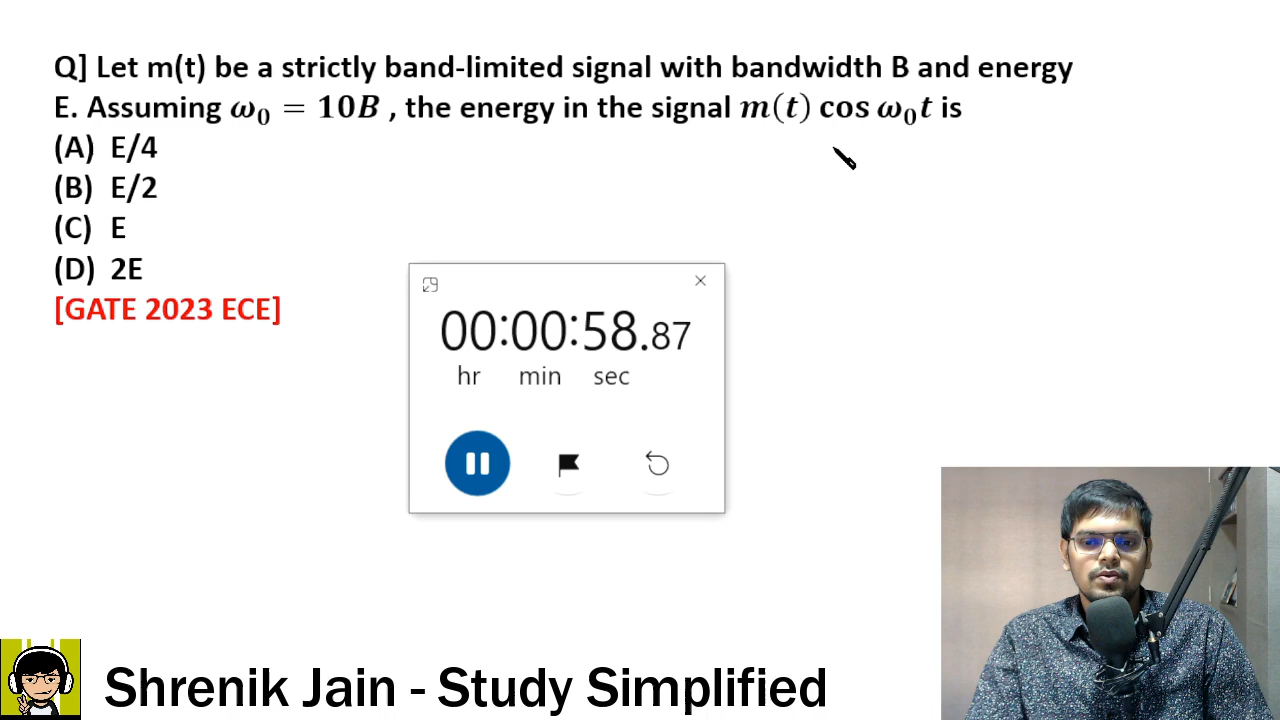 Q] Let m(t) be a strictly band-limited signal with bandwidth B and energy
E. Assuming ω₀ = 10B , the energy in the signal m(t) cos ω₀t is
(A) E/4
(B) E/2
(C) E
(D) 2E
[GATE 2023 ECE]
00:00:58.87
hr min sec
Shrenik Jain - Study Simplified